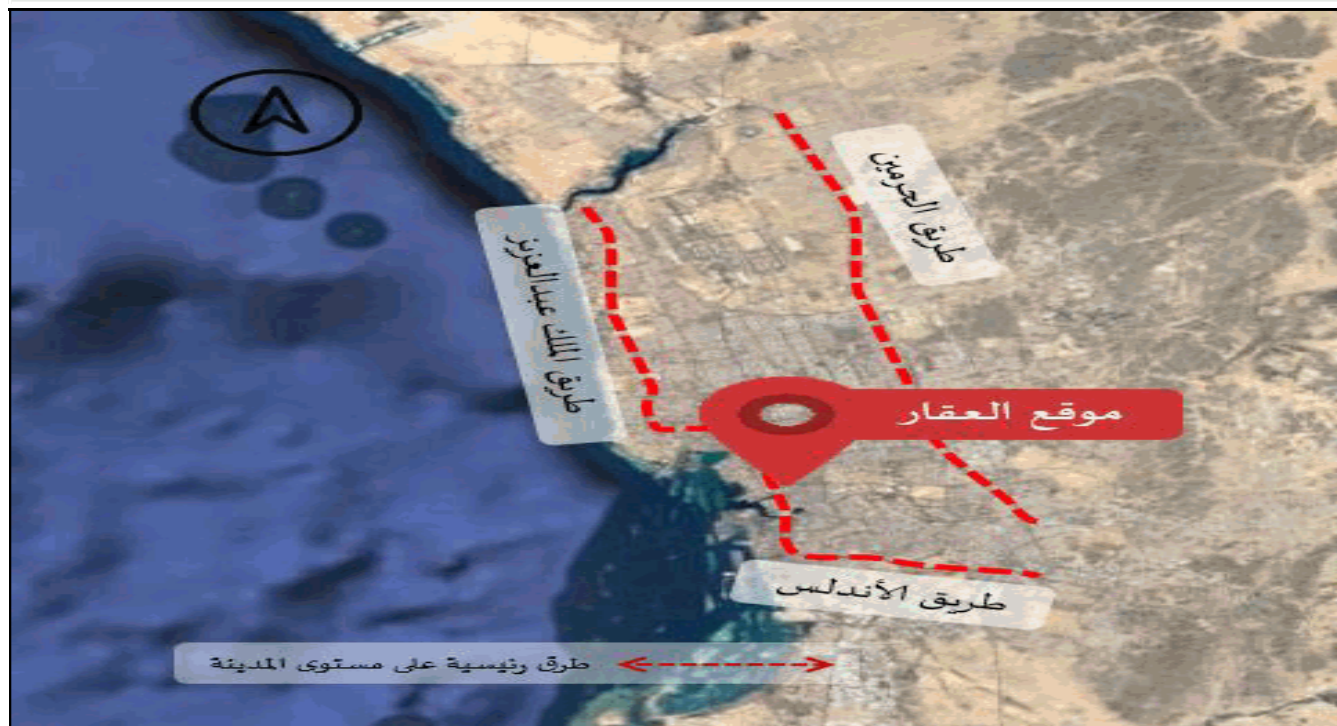 طريق الحرمين
طريق الملك عبدالعزيز
موقع العقار
طريق الأندلس
طرق رئيسية على مستوى المدينة